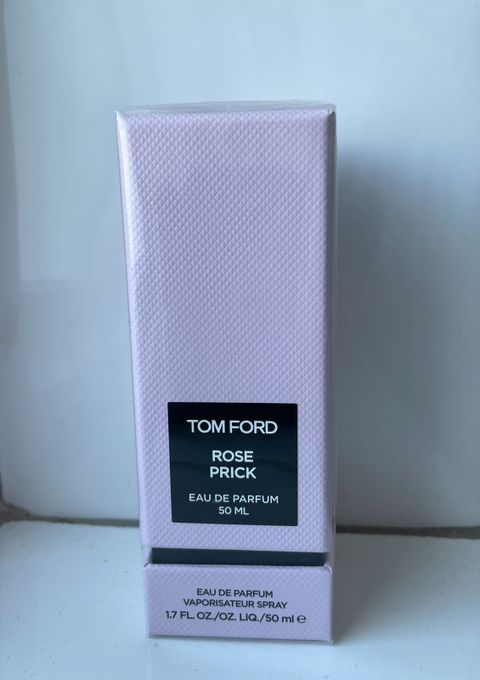 TOM FORD
ROSE
PRICK
EAU DE PARFUM
50 ML
EAU DE PARFUM
VAPORISATEUR SPRAY
1.7 FL. OZ./OZ. LIQ./50 ml ℮